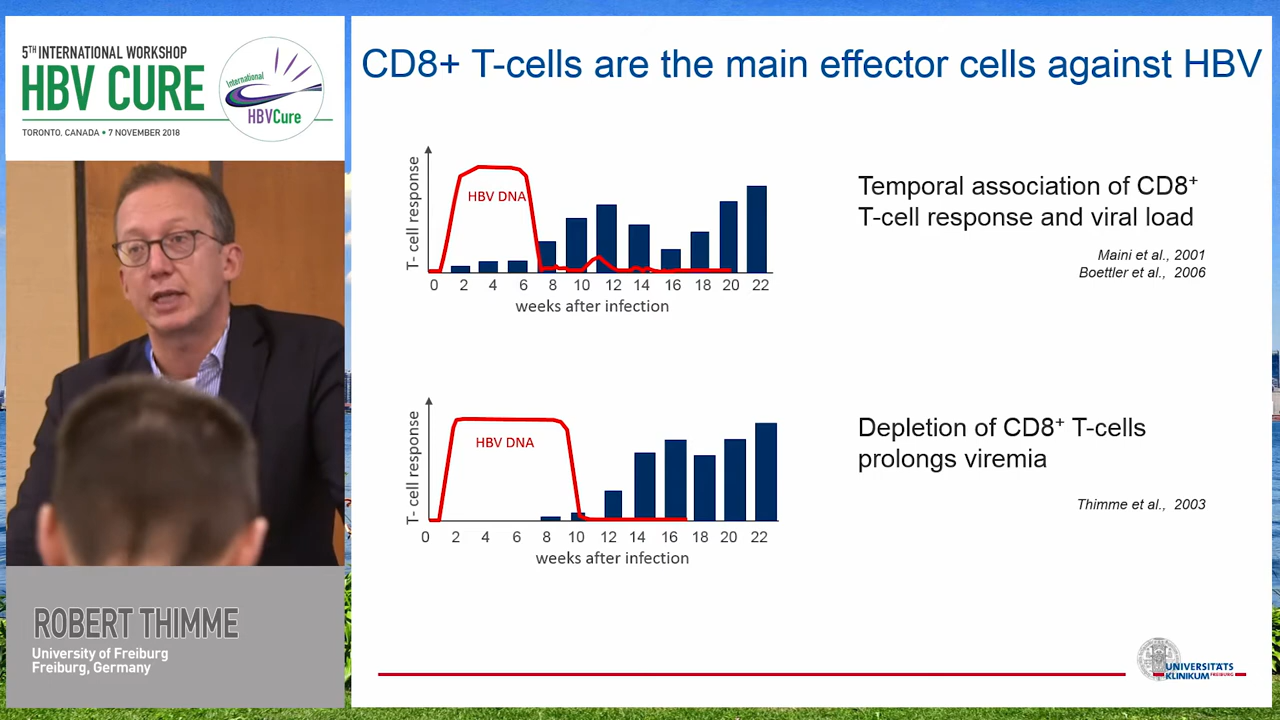 5TH INTERNATIONAL WORKSHOP
HBV CURE
TORONTO, CANADA • 7 NOVEMBER 2018
International
HBVCure
ROBERT THIMME
University of Freiburg
Freiburg, Germany
CD8+ T-cells are the main effector cells against HBV
T- cell response
HBV DNA
0 2 4 6 8 10 12 14 16 18 20 22
weeks after infection
Temporal association of CD8⁺
T-cell response and viral load
Maini et al., 2001
Boettler et al., 2006
T- cell response
HBV DNA
0 2 4 6 8 10 12 14 16 18 20 22
weeks after infection
Depletion of CD8⁺ T-cells
prolongs viremia
Thimme et al., 2003
UNIVERSITÄTS
KLINIKUM FREIBURG